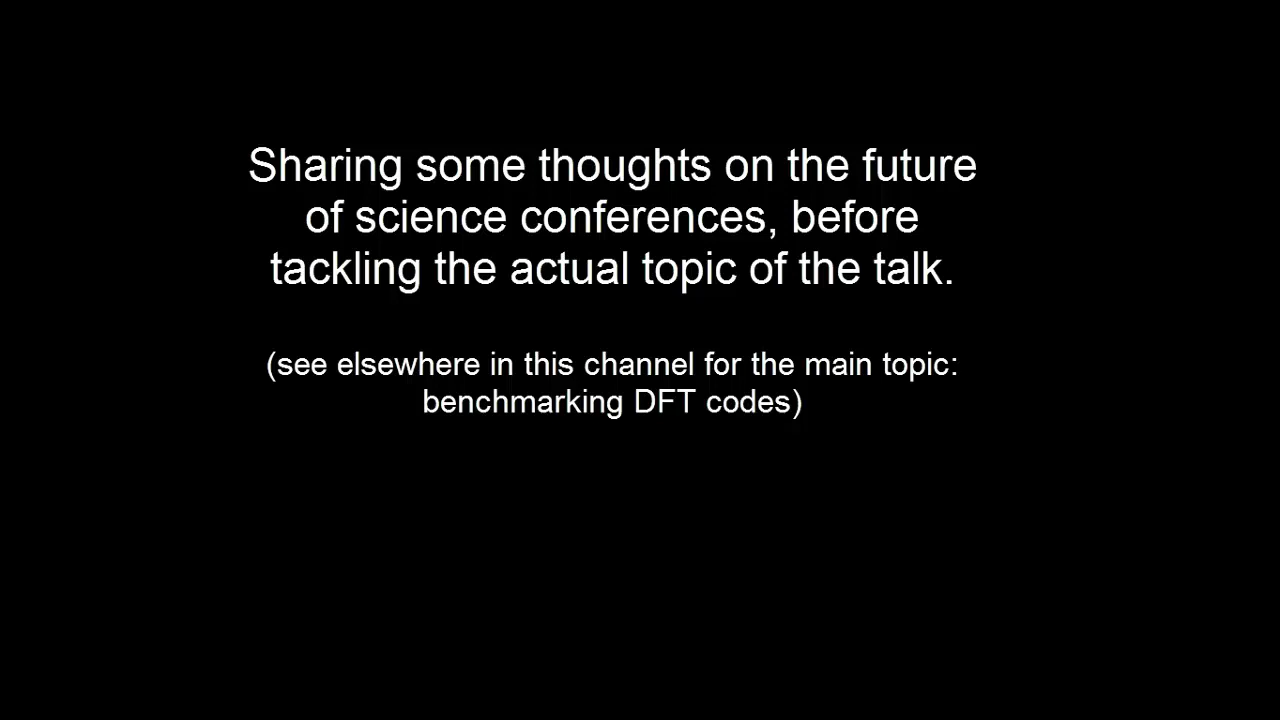 Sharing some thoughts on the future
of science conferences, before
tackling the actual topic of the talk.
(see elsewhere in this channel for the main topic:
benchmarking DFT codes)